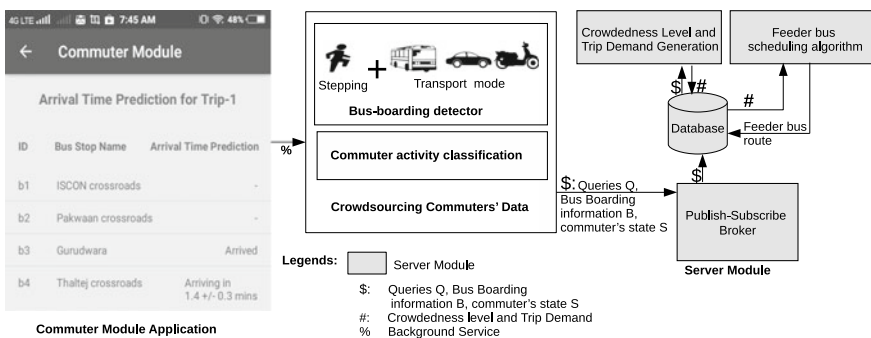 4G LTE 7:45 AM 48%
Commuter Module
Arrival Time Prediction for Trip-1
ID Bus Stop Name Arrival Time Prediction
b1 ISCON crossroads -
b2 Pakwaan crossroads -
b3 Gurudwara Arrived
b4 Thaltej crossroads Arriving in
1.4 +/- 0.3 mins
Commuter Module Application
%
Stepping
+
Transport mode
Bus-boarding detector
Commuter activity classification
Crowdsourcing Commuters' Data
$: Queries Q,
Bus Boarding
information B,
commuter's state S
Crowdedness Level and
Trip Demand Generation
Feeder bus
scheduling algorithm
$ #
#
Database
Feeder bus
route
$
Publish-Subscribe
Broker
Server Module
Legends:
Server Module
$: Queries Q, Bus Boarding
information B, commuter's state S
#: Crowdedness level and Trip Demand
% Background Service